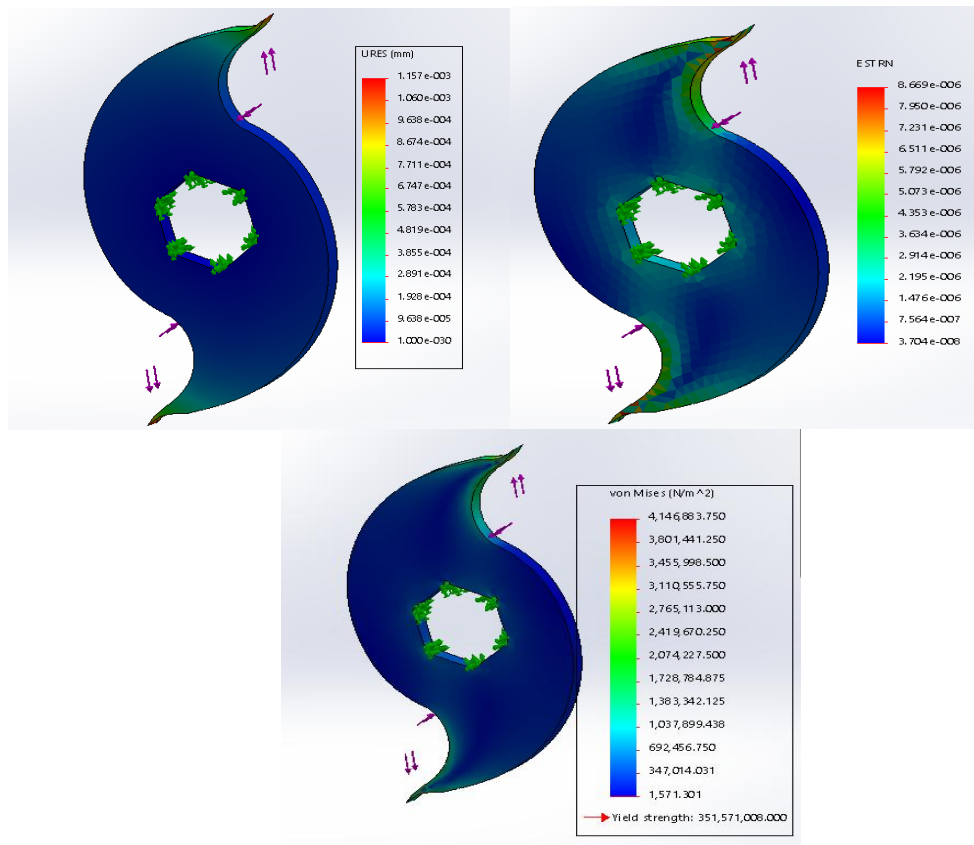 URES (mm)
1.157e-003
1.060e-003
9.638e-004
8.674e-004
7.711e-004
6.747e-004
5.783e-004
4.819e-004
3.855e-004
2.891e-004
1.928e-004
9.638e-005
1.000e-030
ESTRN
8.669e-006
7.950e-006
7.231e-006
6.511e-006
5.792e-006
5.073e-006
4.353e-006
3.634e-006
2.914e-006
2.195e-006
1.476e-006
7.564e-007
3.704e-008
von Mises (N/m^2)
4,146,883.750
3,801,441.250
3,455,998.500
3,110,555.750
2,765,113.000
2,419,670.250
2,074,227.500
1,728,784.875
1,383,342.125
1,037,899.438
692,456.750
347,014.031
1,571.301
Yield strength: 351,571,008.000